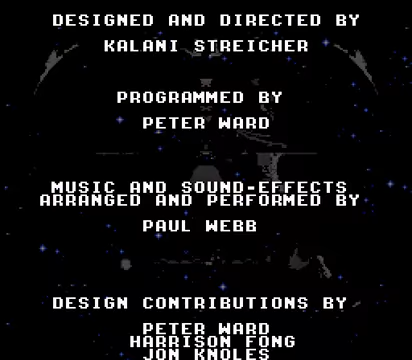 DESIGNED AND DIRECTED BY
KALANI STREICHER
PROGRAMMED BY
PETER WARD
MUSIC AND SOUND-EFFECTS
ARRANGED AND PERFORMED BY
PAUL WEBB
DESIGN CONTRIBUTIONS BY
PETER WARD
HARRISON FONG
JON KNOLES